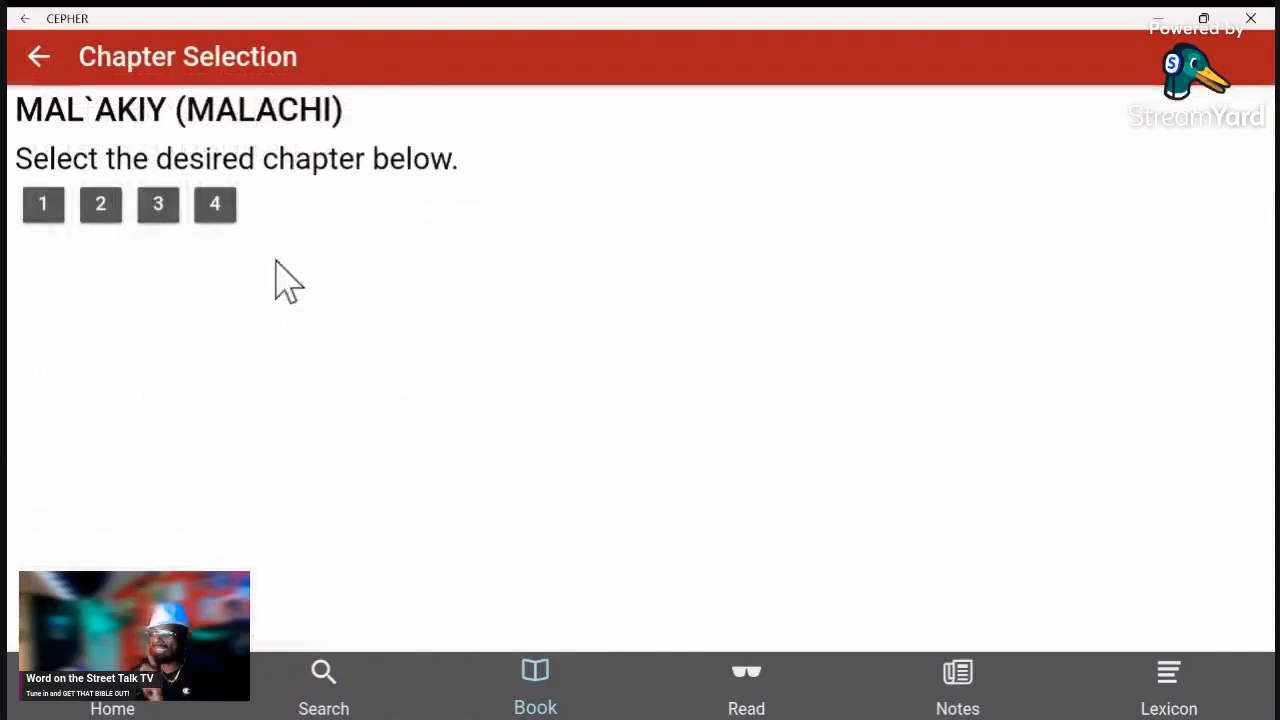 CEPHER
Powered by
Chapter Selection
StreamYard
MAL`AKIY (MALACHI)
Select the desired chapter below.
1 2 3 4
Word on the Street Talk TV
Tune in and GET THAT BIBLE OUT!
Home Search Book Read Notes Lexicon